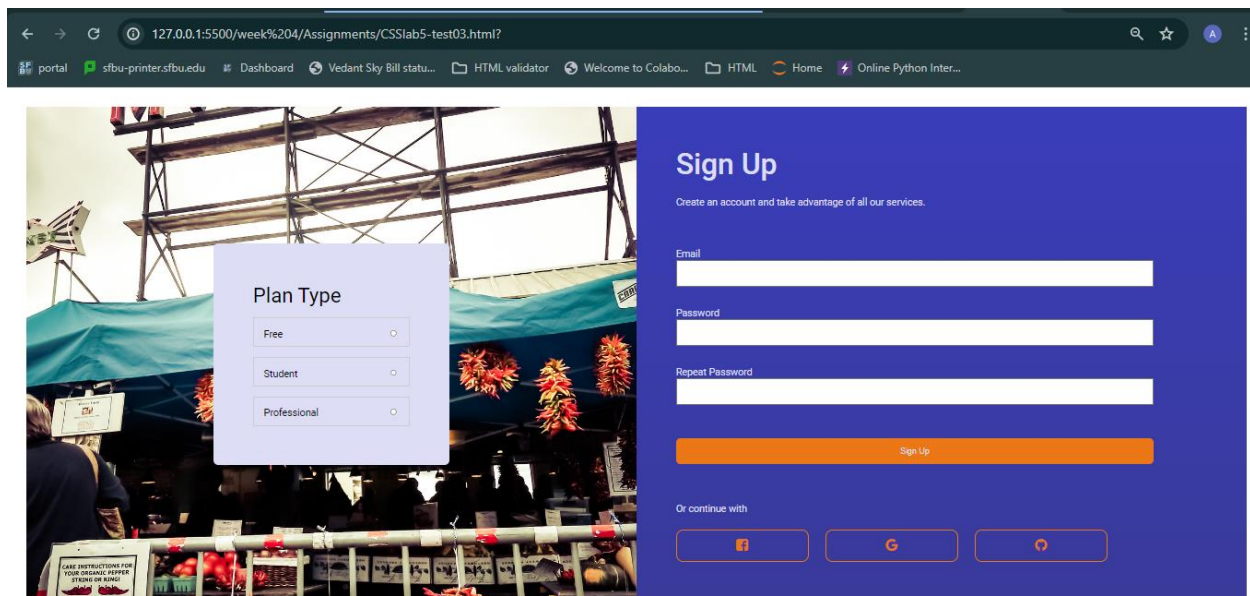 127.0.0.1:5500/week%204/Assignments/CSSlab5-test03.html?
A
portal
sfbu-printer.sfbu.edu
Dashboard
Vedant Sky Bill statu...
HTML validator
Welcome to Colabo...
HTML
Home
Online Python Inter...
Sign Up
Create an account and take advantage of all our services.
Email
Plan Type
Password
Free
Student
Repeat Password
Professional
Sign Up
Or continue with
CARE INSTRUCTIONS FOR
YOUR ORGANIC PEPPER
STRING OR RING!